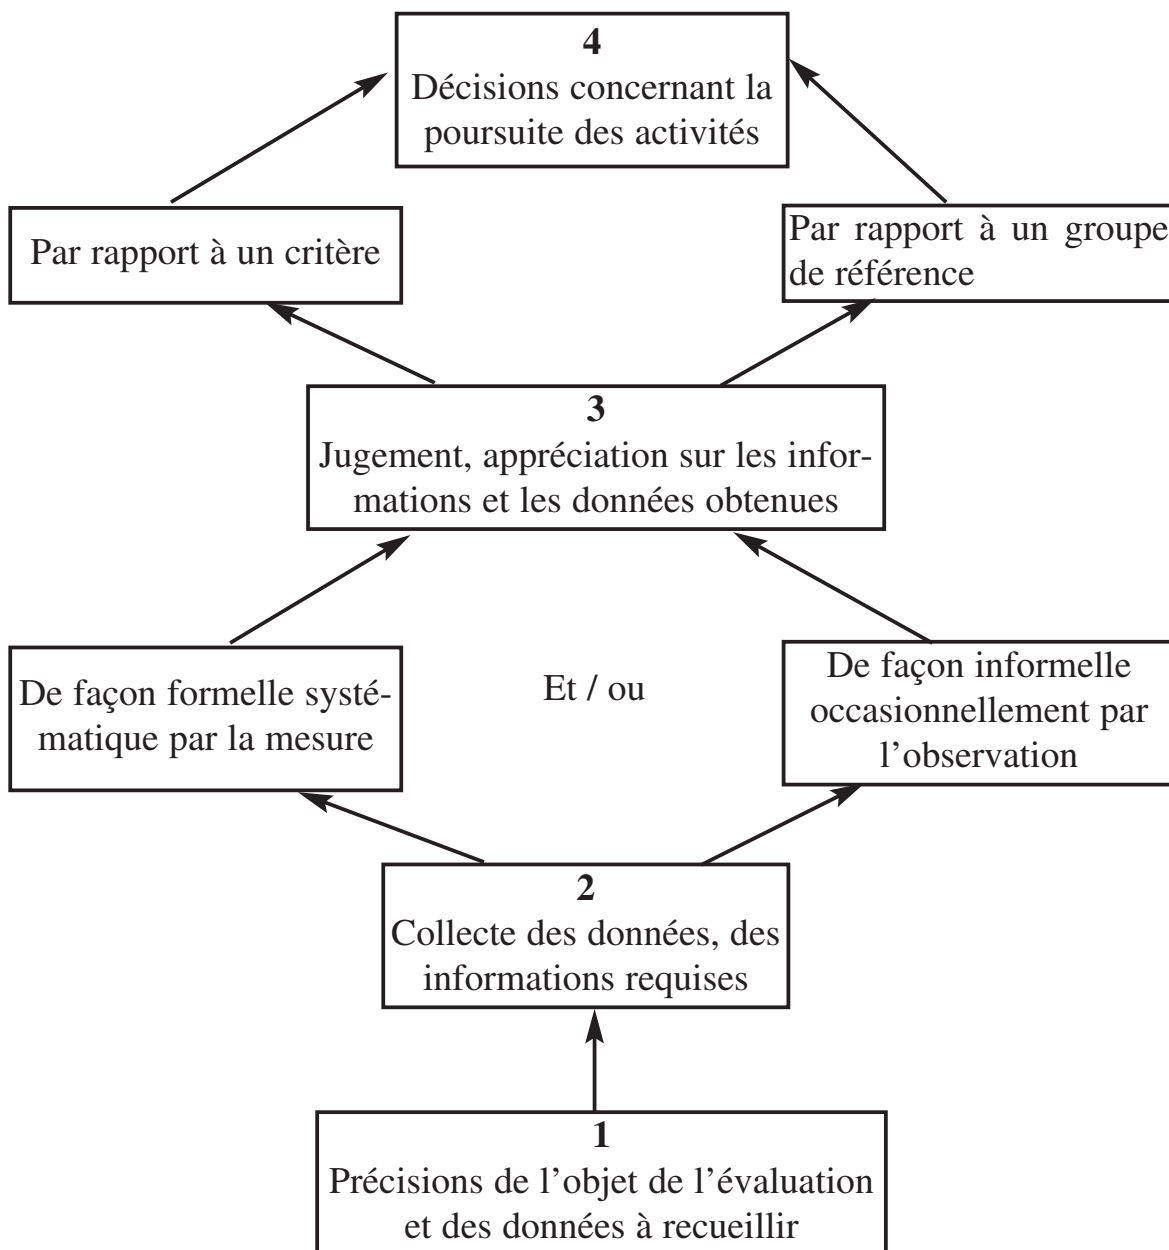 4
Décisions concernant la
poursuite des activités
Par rapport à un critère
Par rapport à un groupe
de référence
3
Jugement, appréciation sur les infor-
mations et les données obtenues
De façon formelle systé-
matique par la mesure
Et / ou
De façon informelle
occasionnellement par
l’observation
2
Collecte des données, des
informations requises
1
Précisions de l’objet de l’évaluation
et des données à recueillir